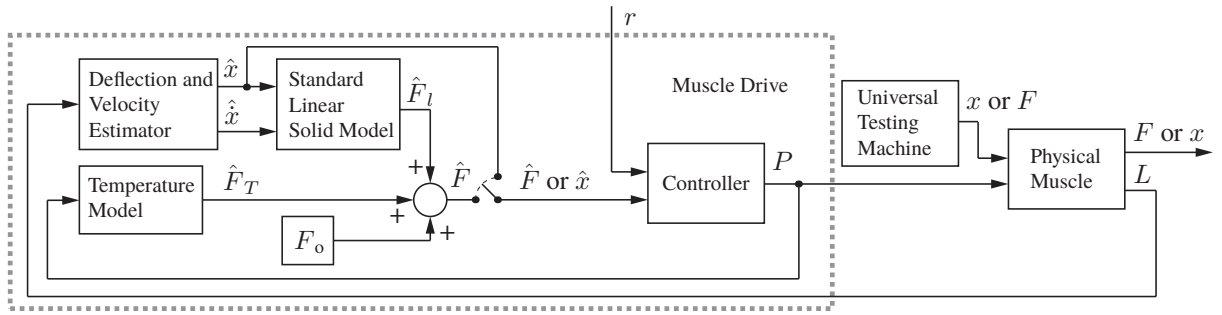 r
Muscle Drive
Deflection and
Velocity
Estimator
x̂
ẋ̂
Standard
Linear
Solid Model
F̂_l
Universal
Testing
Machine
x or F
Temperature
Model
F̂_T
+
+
+
F_o
F̂
F̂ or x̂
Controller
P
Physical
Muscle
F or x
L